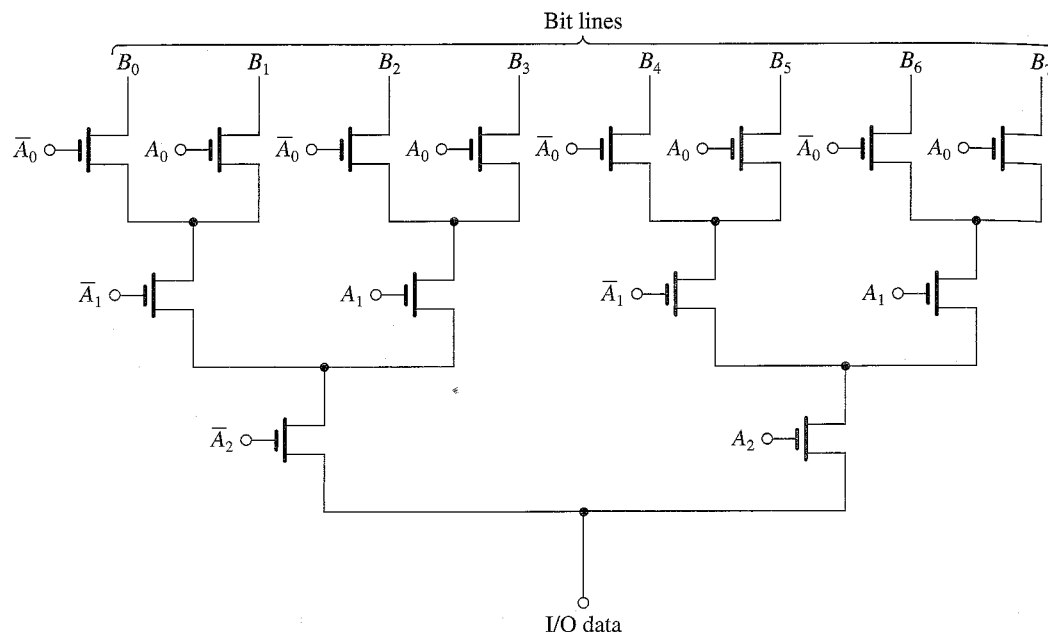 Bit lines
B₀ B₁ B₂ B₃ B₄ B₅ B₆ B₇
A̅₀ A₀ A̅₀ A₀ A̅₀ A₀ A̅₀ A₀
A̅₁ A₁ A̅₁ A₁
A̅₂ A₂
I/O data